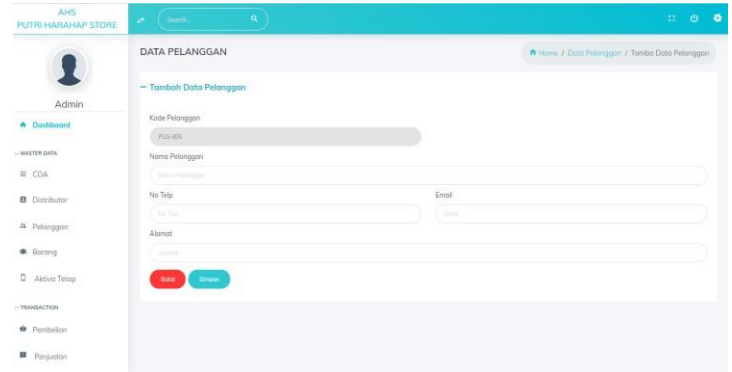 AHS
PUTRI HARAHAP STORE
Search...
Admin
Dashboard
MASTER DATA
COA
Distributor
Pelanggan
Barang
Aktiva Tetap
TRANSACTION
Pembelian
Penjualan
DATA PELANGGAN
Home / Data Pelanggan / Tamba Data Pelanggan
Tambah Data Pelanggan
Kode Pelanggan
PLG-005
Nama Pelanggan
Nama Pelanggan
No Telp
Email
No Telp
Email
Alamat
Alamat
Batal
Simpan